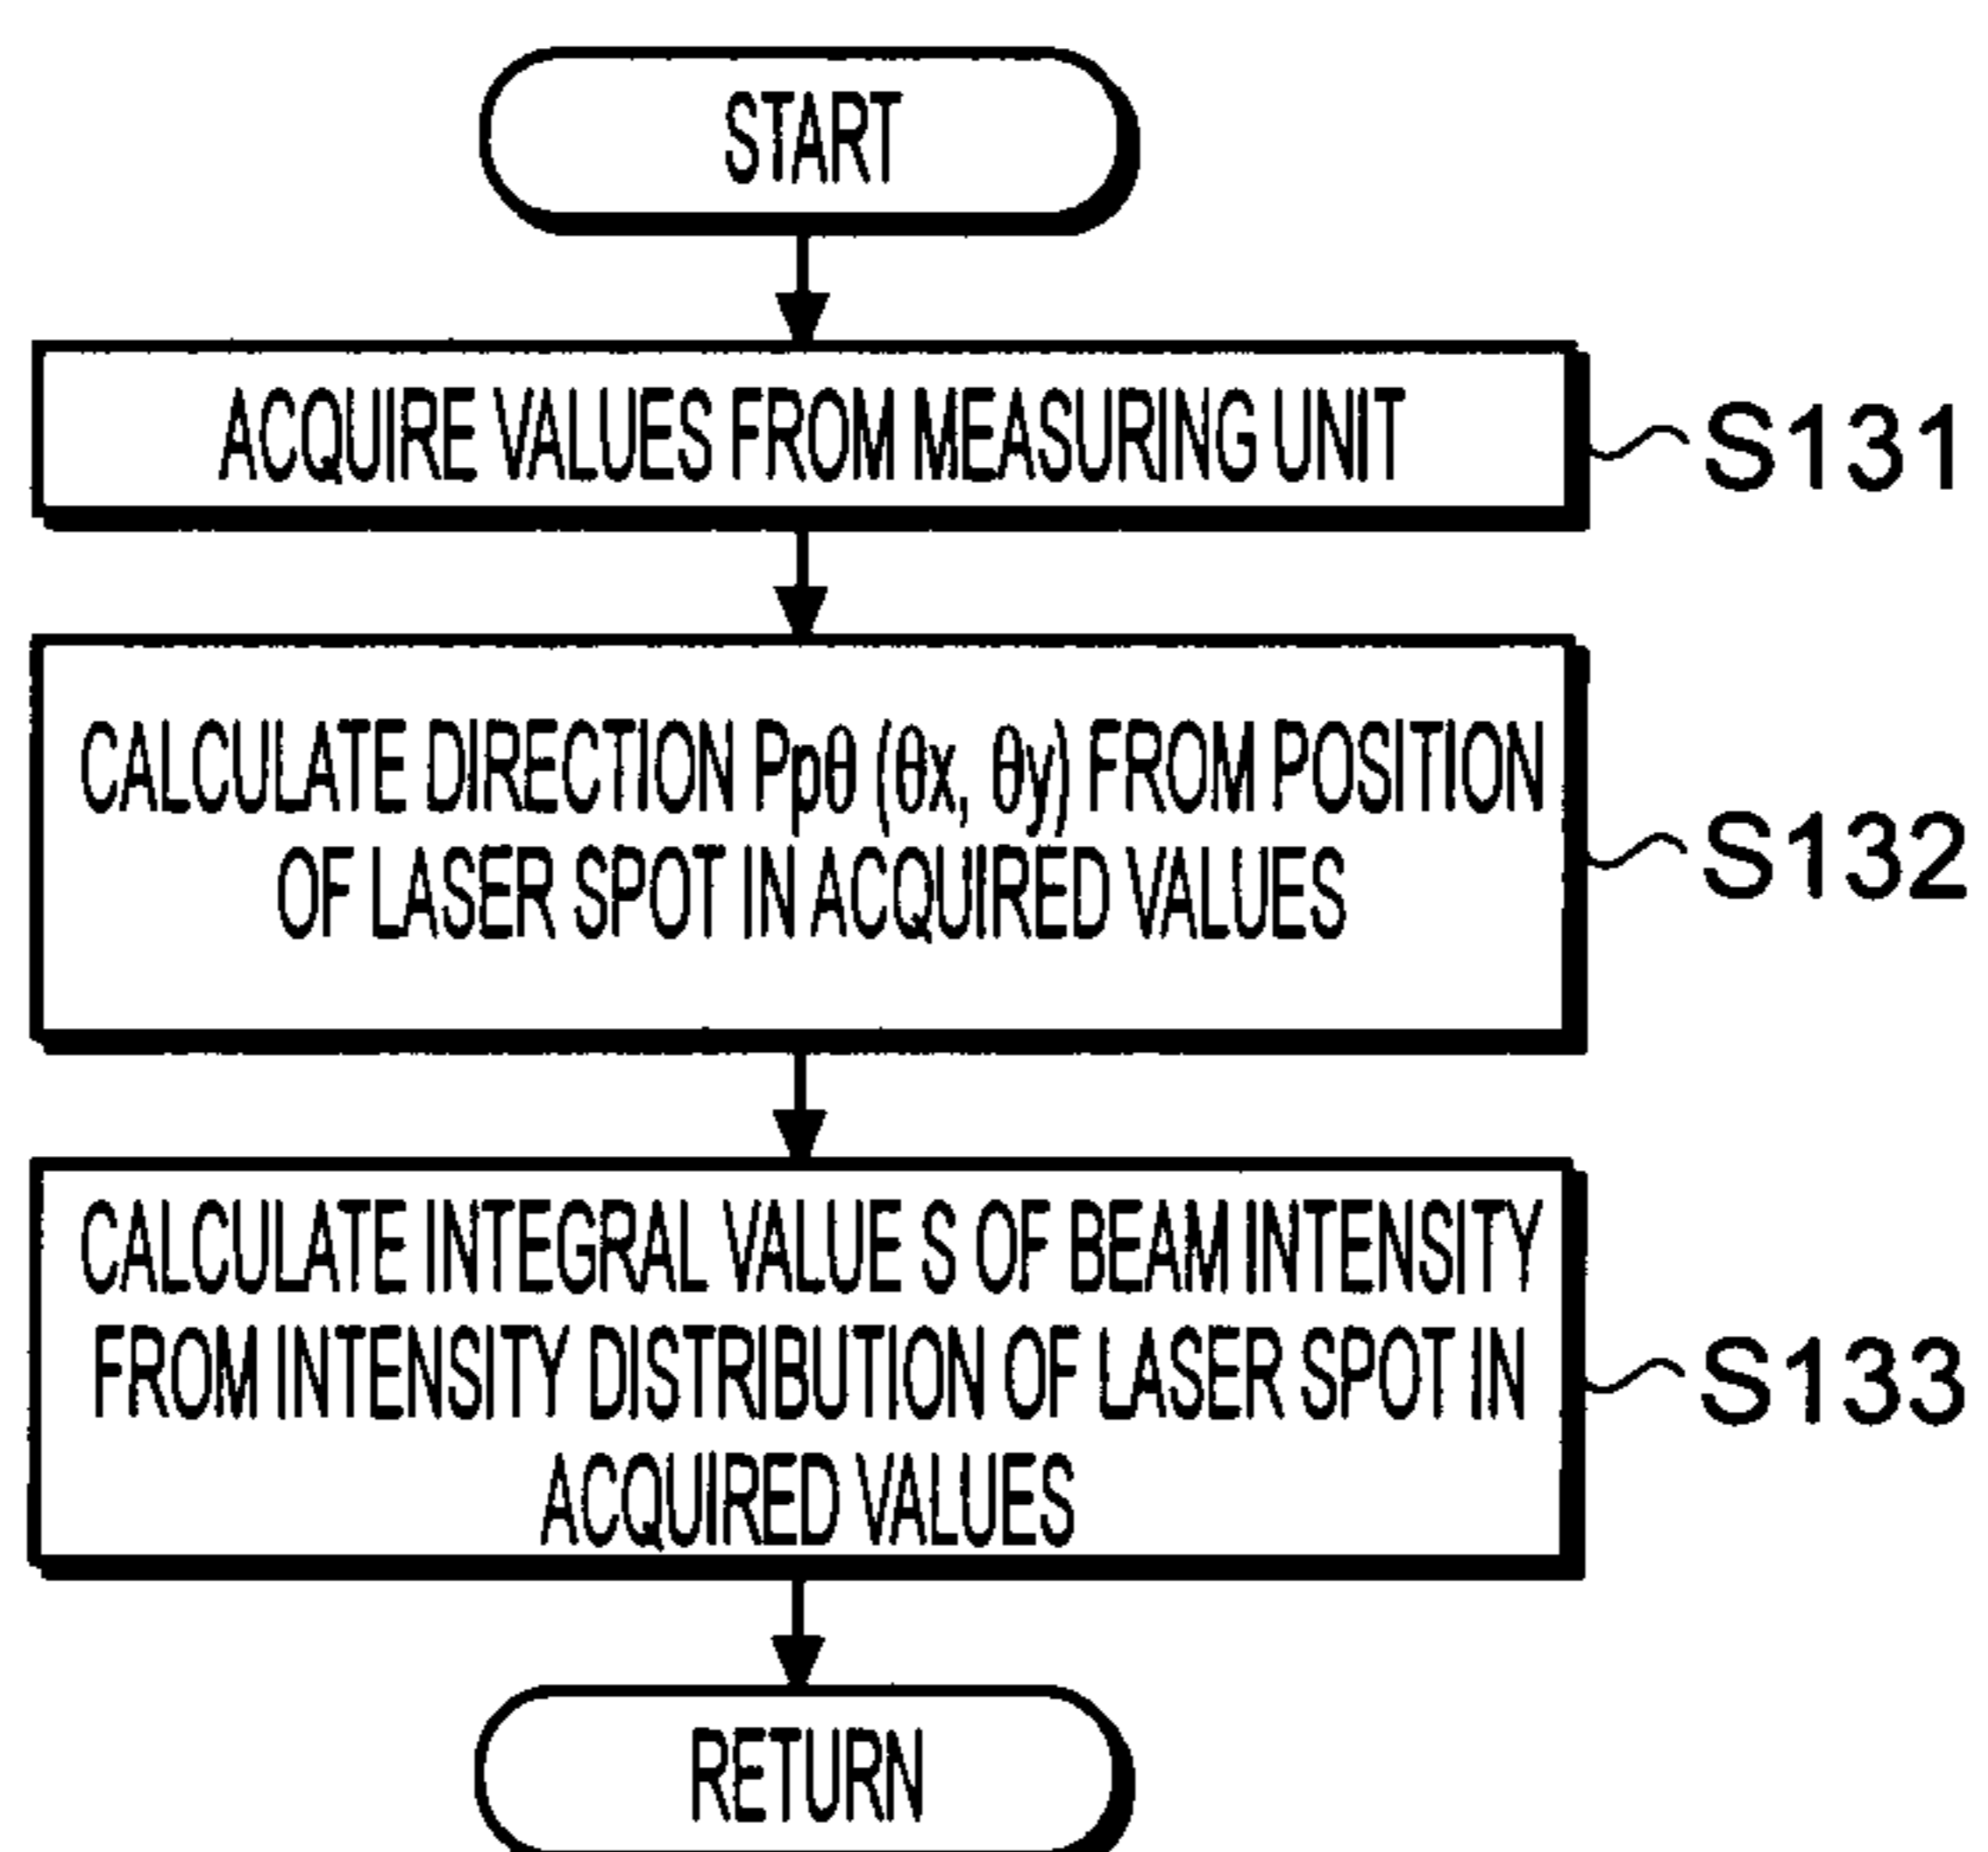 START
ACQUIRE VALUES FROM MEASURING UNIT
S131
CALCULATE DIRECTION Ppθ (θx, θy) FROM POSITION
OF LASER SPOT IN ACQUIRED VALUES
S132
CALCULATE INTEGRAL VALUE S OF BEAM INTENSITY
FROM INTENSITY DISTRIBUTION OF LASER SPOT IN
ACQUIRED VALUES
S133
RETURN